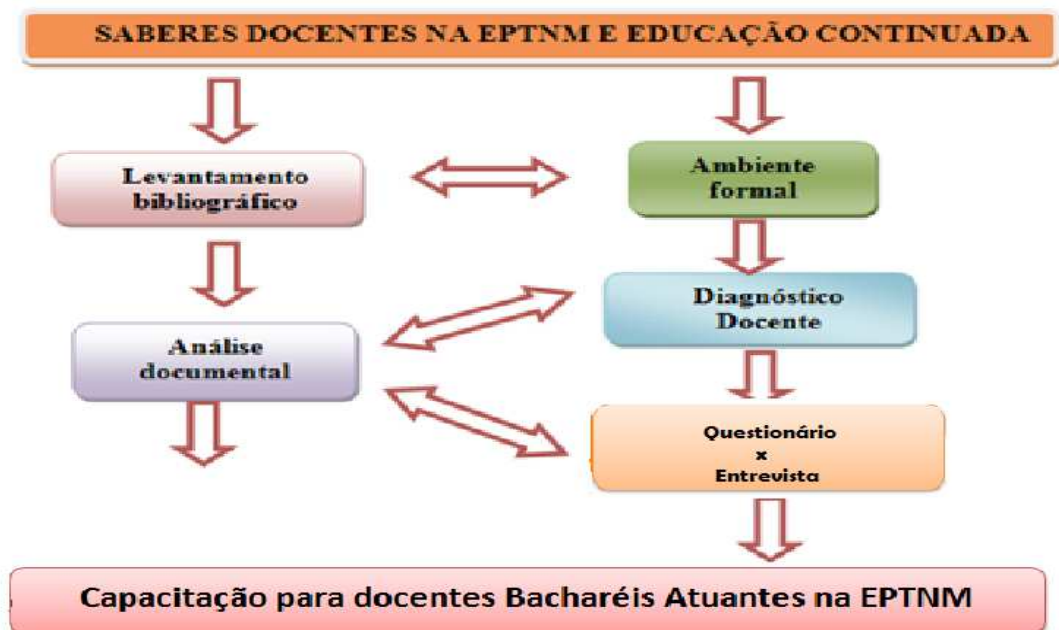 SABERES DOCENTES NA EPTNM E EDUCAÇÃO CONTINUADA
Levantamento
bibliográfico
Ambiente
formal
Diagnóstico
Docente
Análise
documental
Questionário
x
Entrevista
Capacitação para docentes Bacharéis Atuantes na EPTNM